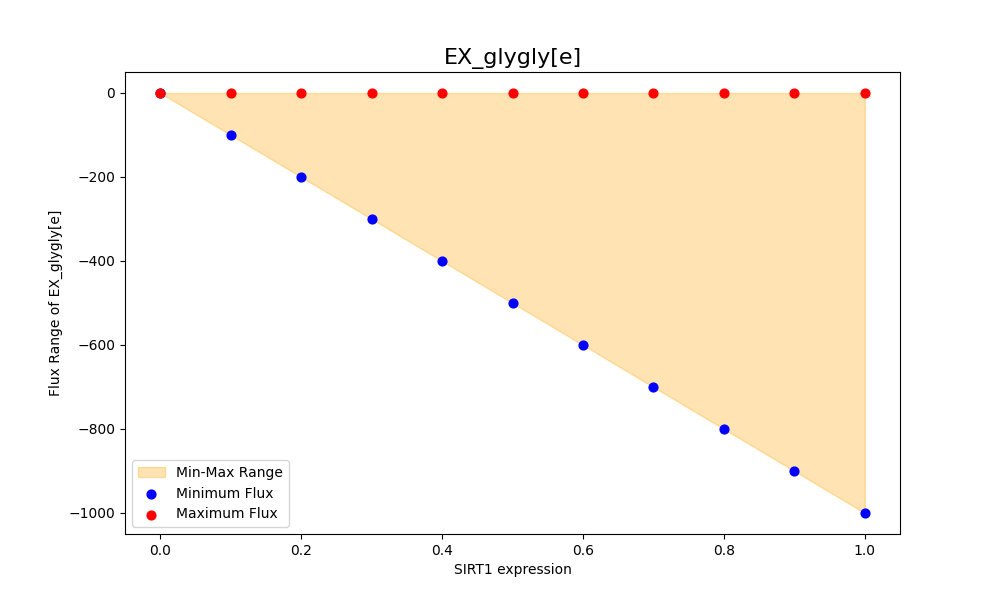 EX_glygly[e]
Flux Range of EX_glygly[e]
0
−200
−400
−600
−800
−1000
Min-Max Range
Minimum Flux
Maximum Flux
0.0 0.2 0.4 0.6 0.8 1.0
SIRT1 expression